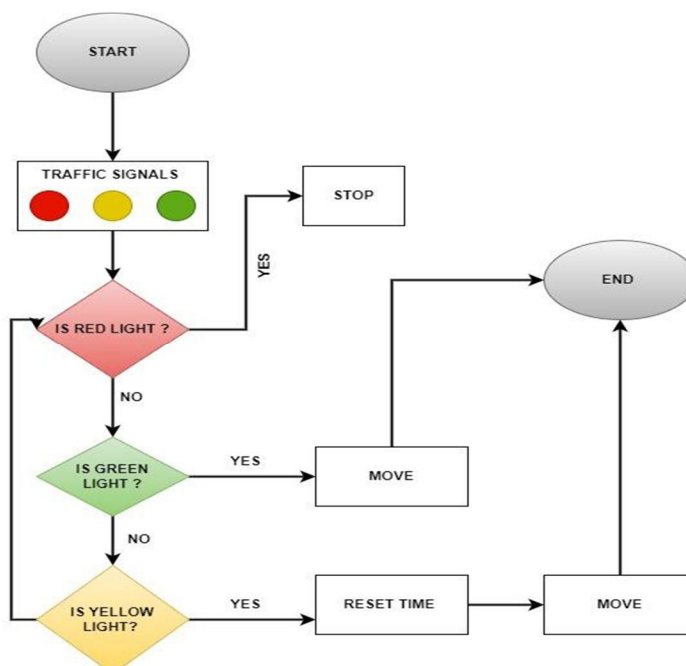 START
TRAFFIC SIGNALS
STOP
YES
END
IS RED LIGHT ?
NO
IS GREEN
LIGHT ?
YES
MOVE
NO
IS YELLOW
LIGHT?
YES
RESET TIME
MOVE